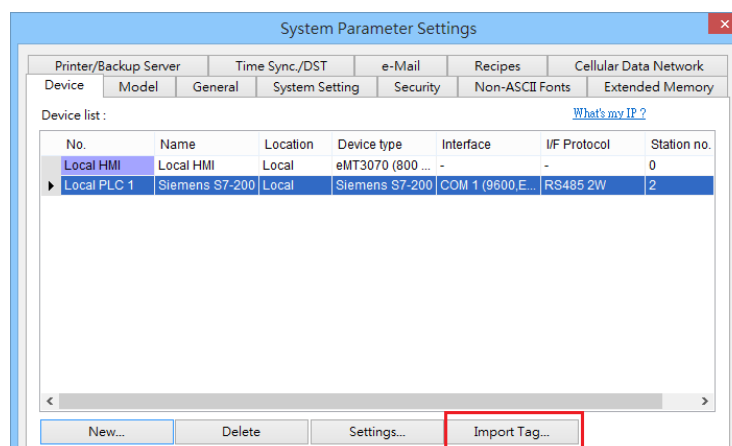 System Parameter Settings
Printer/Backup Server Time Sync./DST e-Mail Recipes Cellular Data Network
Device Model General System Setting Security Non-ASCII Fonts Extended Memory
Device list : What's my IP ?
No. Name Location Device type Interface I/F Protocol Station no.
Local HMI Local HMI Local eMT3070 (800 ... - - 0
Local PLC 1 Siemens S7-200 Local Siemens S7-200 COM 1 (9600,E... RS485 2W 2
New... Delete Settings... Import Tag...